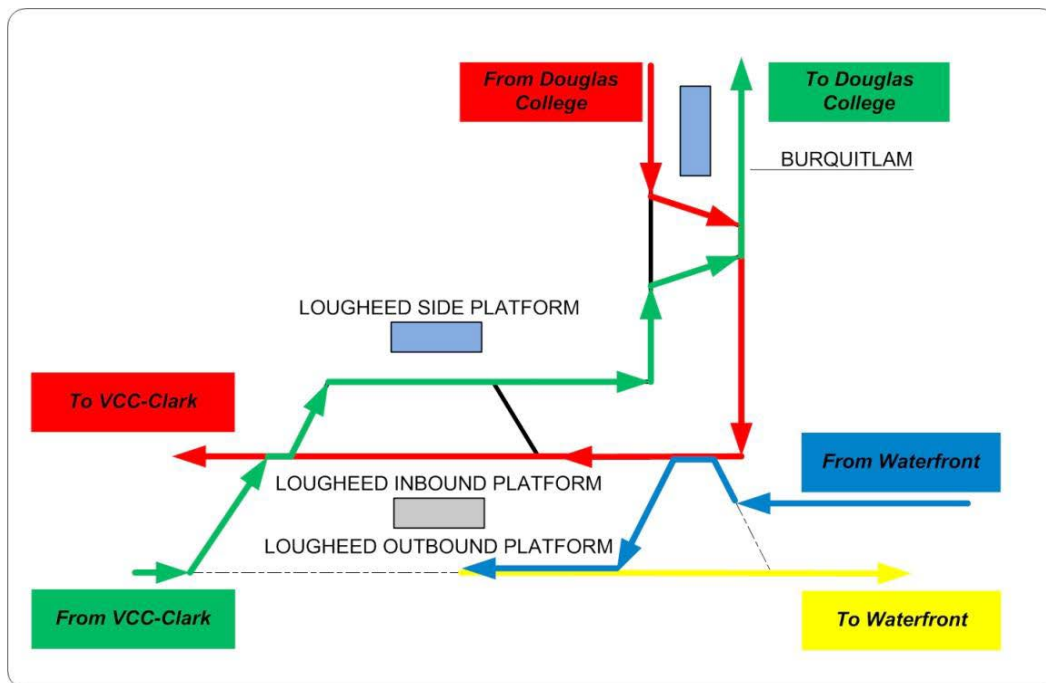 From Douglas
College
To Douglas
College
BURQUITLAM
LOUGHEED SIDE PLATFORM
To VCC-Clark
From Waterfront
LOUGHEED INBOUND PLATFORM
LOUGHEED OUTBOUND PLATFORM
From VCC-Clark
To Waterfront